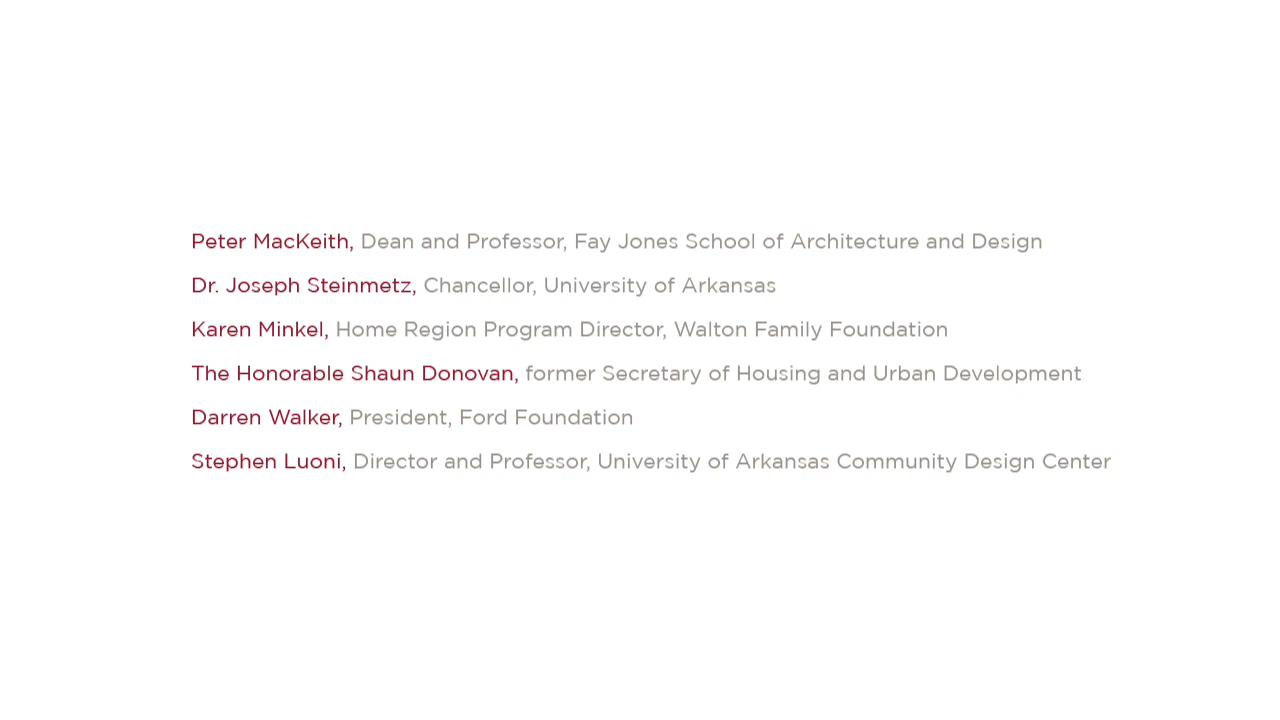 Peter MacKeith, Dean and Professor, Fay Jones School of Architecture and Design
Dr. Joseph Steinmetz, Chancellor, University of Arkansas
Karen Minkel, Home Region Program Director, Walton Family Foundation
The Honorable Shaun Donovan, former Secretary of Housing and Urban Development
Darren Walker, President, Ford Foundation
Stephen Luoni, Director and Professor, University of Arkansas Community Design Center